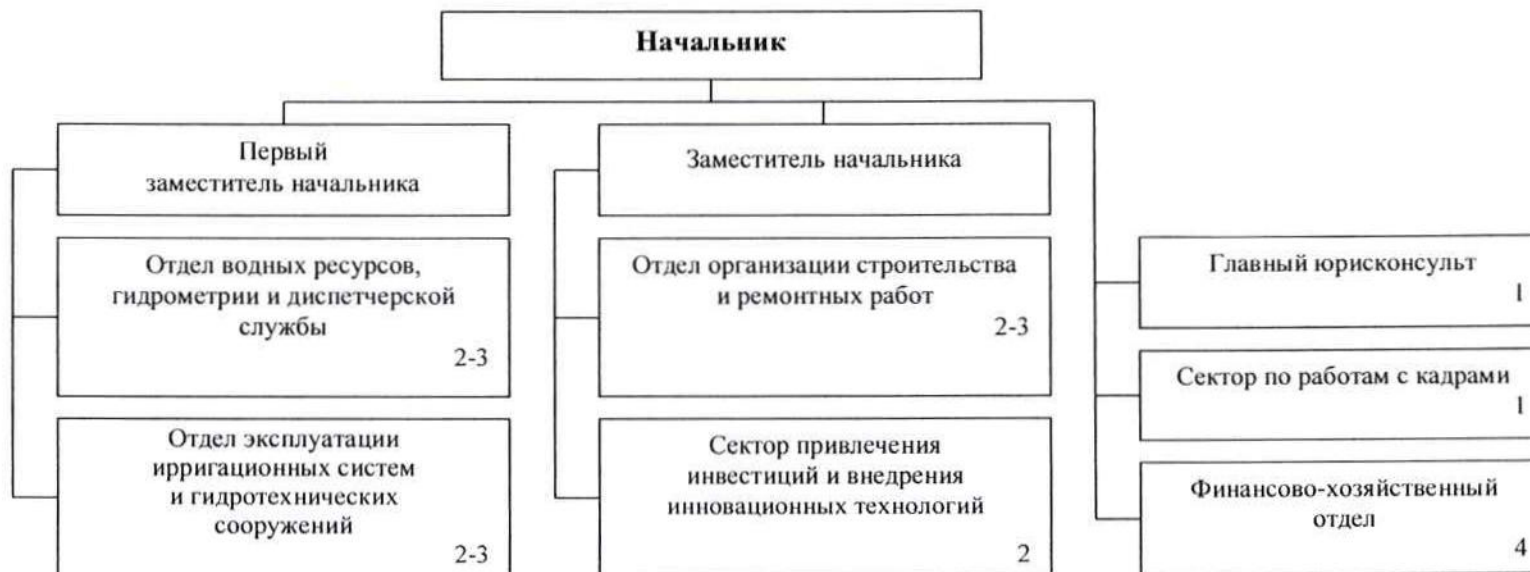 Начальник
Первый
заместитель начальника
Отдел водных ресурсов,
гидрометрии и диспетчерской
службы
2-3
Отдел эксплуатации
ирригационных систем
и гидротехнических
сооружений
2-3
Заместитель начальника
Отдел организации строительства
и ремонтных работ
2-3
Сектор привлечения
инвестиций и внедрения
инновационных технологий
2
Главный юрисконсульт
1
Сектор по работам с кадрами
1
Финансово-хозяйственный
отдел
4